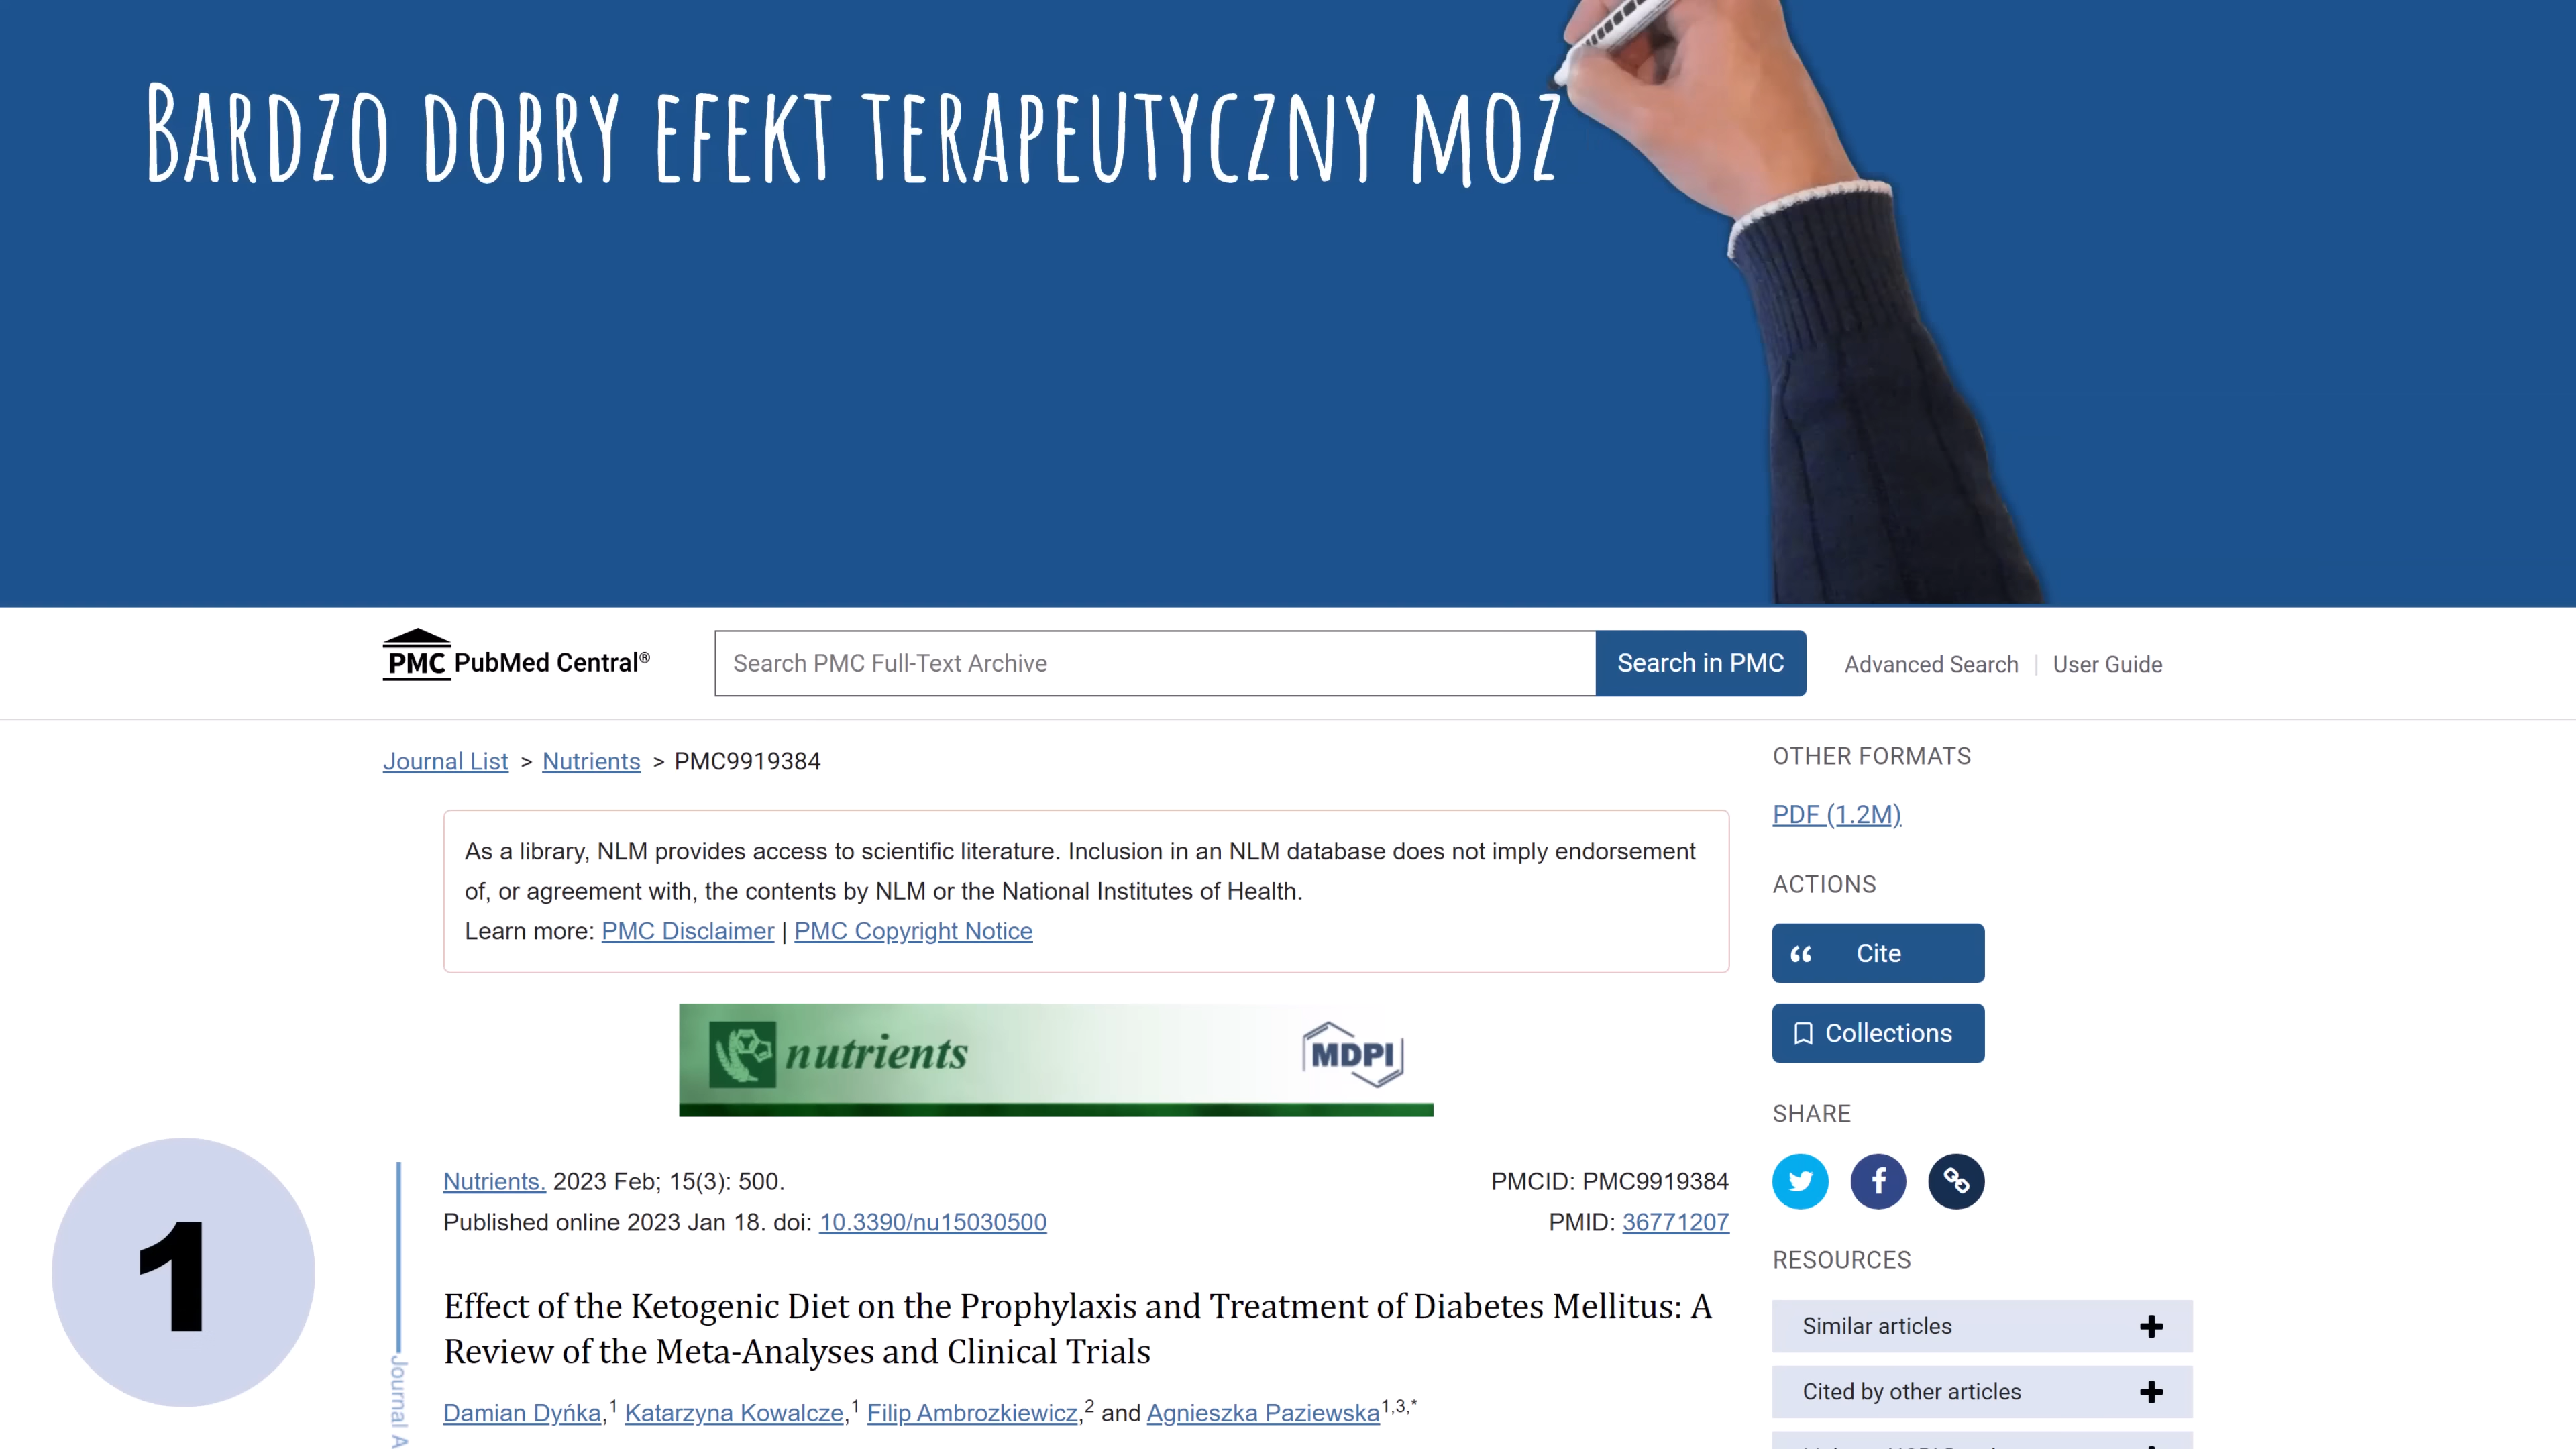 BARDZO DOBRY EFEKT TERAPEUTYCZNY MOZ
PMC PubMed Central®
Search PMC Full-Text Archive
Search in PMC
Advanced Search | User Guide
Journal List > Nutrients > PMC9919384
As a library, NLM provides access to scientific literature. Inclusion in an NLM database does not imply endorsement
of, or agreement with, the contents by NLM or the National Institutes of Health.
Learn more: PMC Disclaimer | PMC Copyright Notice
nutrients
MDPI
Nutrients. 2023 Feb; 15(3): 500.
Published online 2023 Jan 18. doi: 10.3390/nu15030500
PMCID: PMC9919384
PMID: 36771207
Effect of the Ketogenic Diet on the Prophylaxis and Treatment of Diabetes Mellitus: A
Review of the Meta-Analyses and Clinical Trials
Damian Dyńka,1 Katarzyna Kowalcze,1 Filip Ambrozkiewicz,2 and Agnieszka Paziewska1,3,*
1
Journal A
OTHER FORMATS
PDF (1.2M)
ACTIONS
Cite
Collections
SHARE
RESOURCES
Similar articles
Cited by other articles